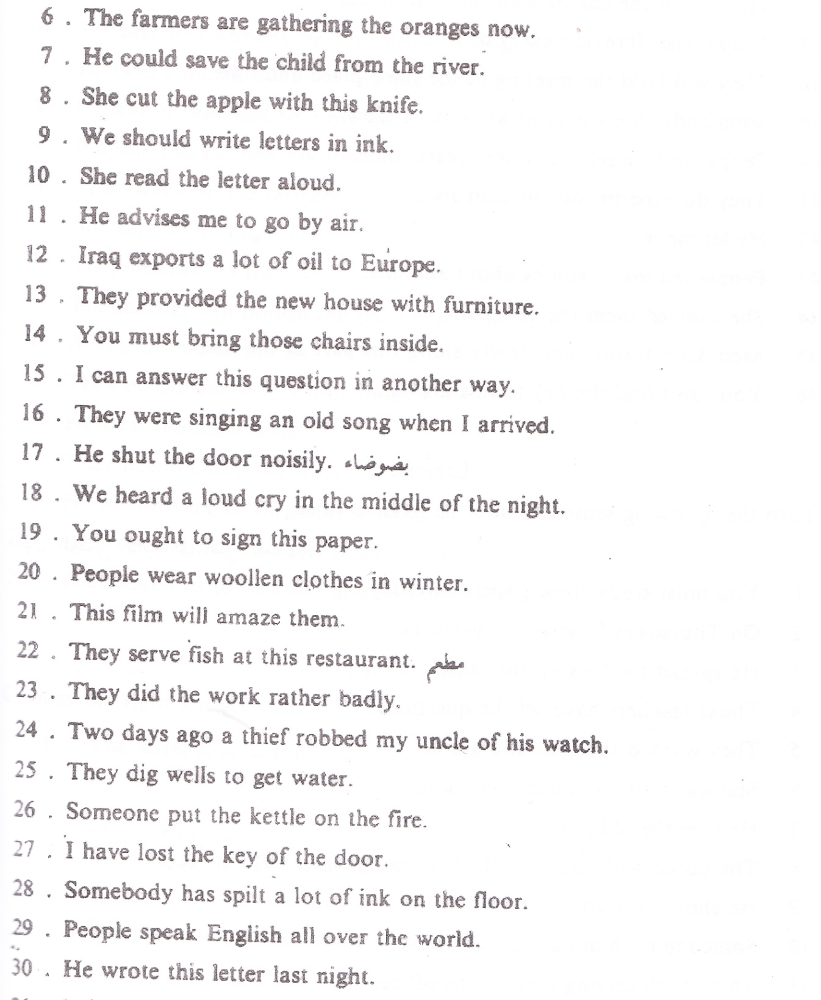 6 . The farmers are gathering the oranges now.
7 . He could save the child from the river.
8 . She cut the apple with this knife.
9 . We should write letters in ink.
10 . She read the letter aloud.
11 . He advises me to go by air.
12 . Iraq exports a lot of oil to Europe.
13 . They provided the new house with furniture.
14 . You must bring those chairs inside.
15 . I can answer this question in another way.
16 . They were singing an old song when I arrived.
17 . He shut the door noisily. بضوضاء
18 . We heard a loud cry in the middle of the night.
19 . You ought to sign this paper.
20 . People wear woollen clothes in winter.
21 . This film will amaze them.
22 . They serve fish at this restaurant. مطعم
23 . They did the work rather badly.
24 . Two days ago a thief robbed my uncle of his watch.
25 . They dig wells to get water.
26 . Someone put the kettle on the fire.
27 . I have lost the key of the door.
28 . Somebody has spilt a lot of ink on the floor.
29 . People speak English all over the world.
30 . He wrote this letter last night.